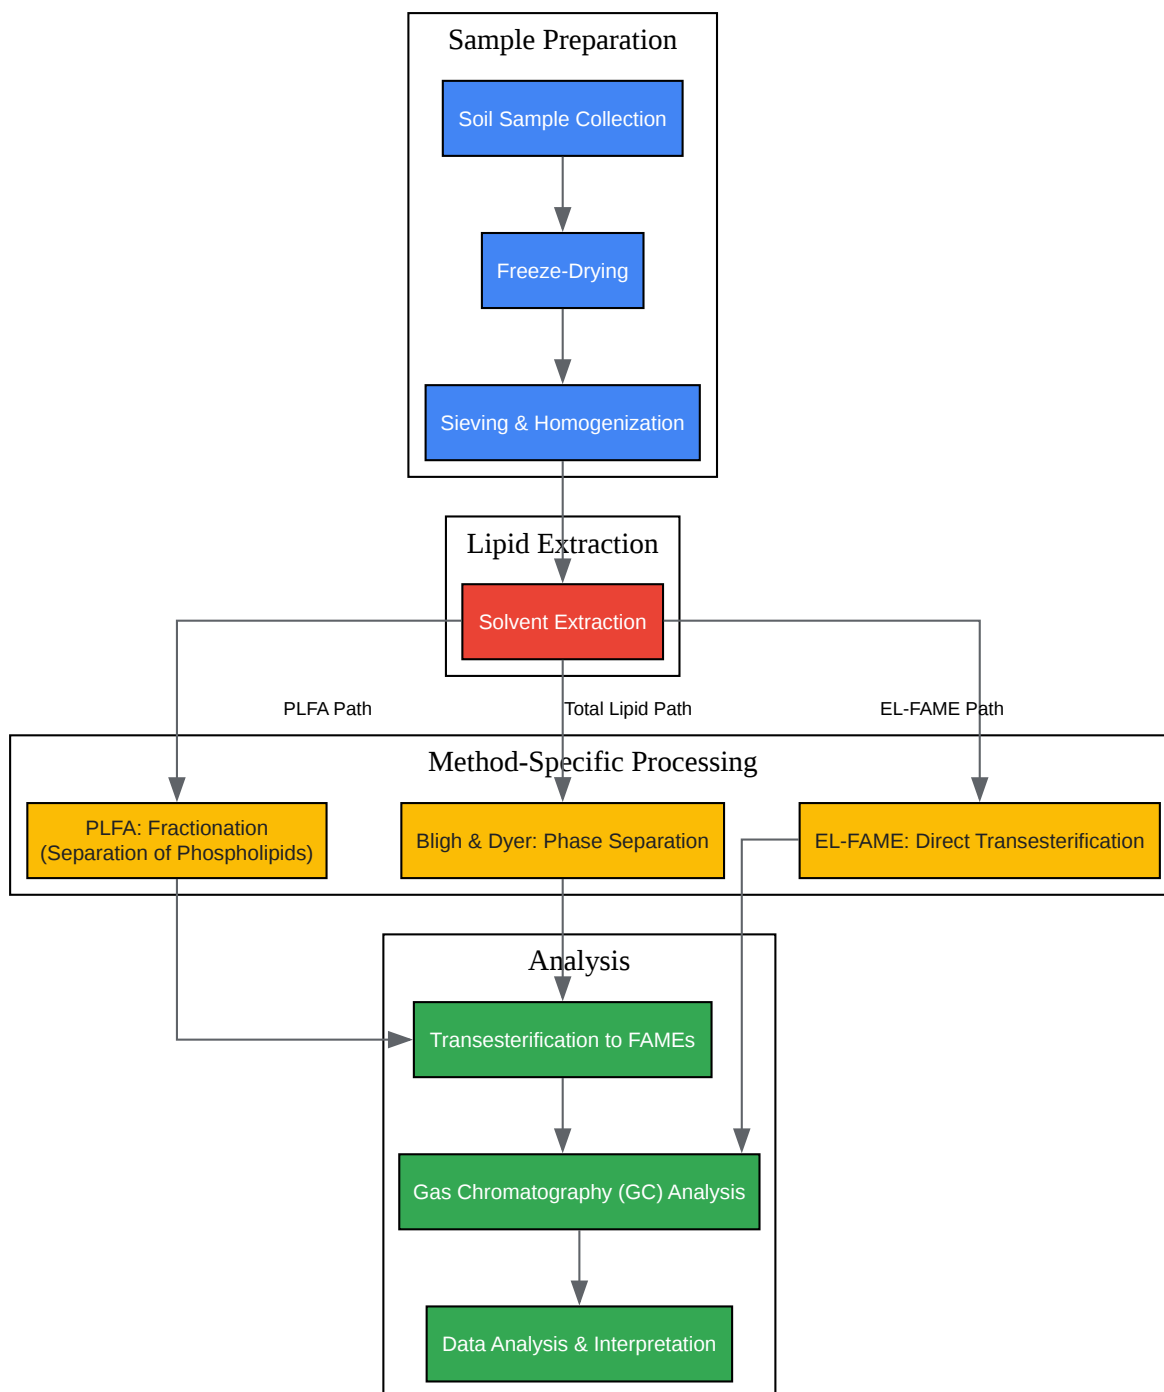 Sample Preparation
Soil Sample Collection
Freeze-Drying
Sieving & Homogenization
Lipid Extraction
Solvent Extraction
PLFA Path
Total Lipid Path
EL-FAME Path
Method-Specific Processing
PLFA: Fractionation
(Separation of Phospholipids)
Bligh & Dyer: Phase Separation
EL-FAME: Direct Transesterification
Analysis
Transesterification to FAMEs
Gas Chromatography (GC) Analysis
Data Analysis & Interpretation